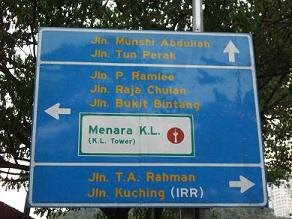 Jln. Munshi Abdullah
Jln. Tun Perak
Jln. P. Ramlee
Jln. Raja Chulan
Jln. Bukit Bintang
Menara K.L.
(K.L. Tower)
Jln. T.A. Rahman
Jln. Kuching (IRR)